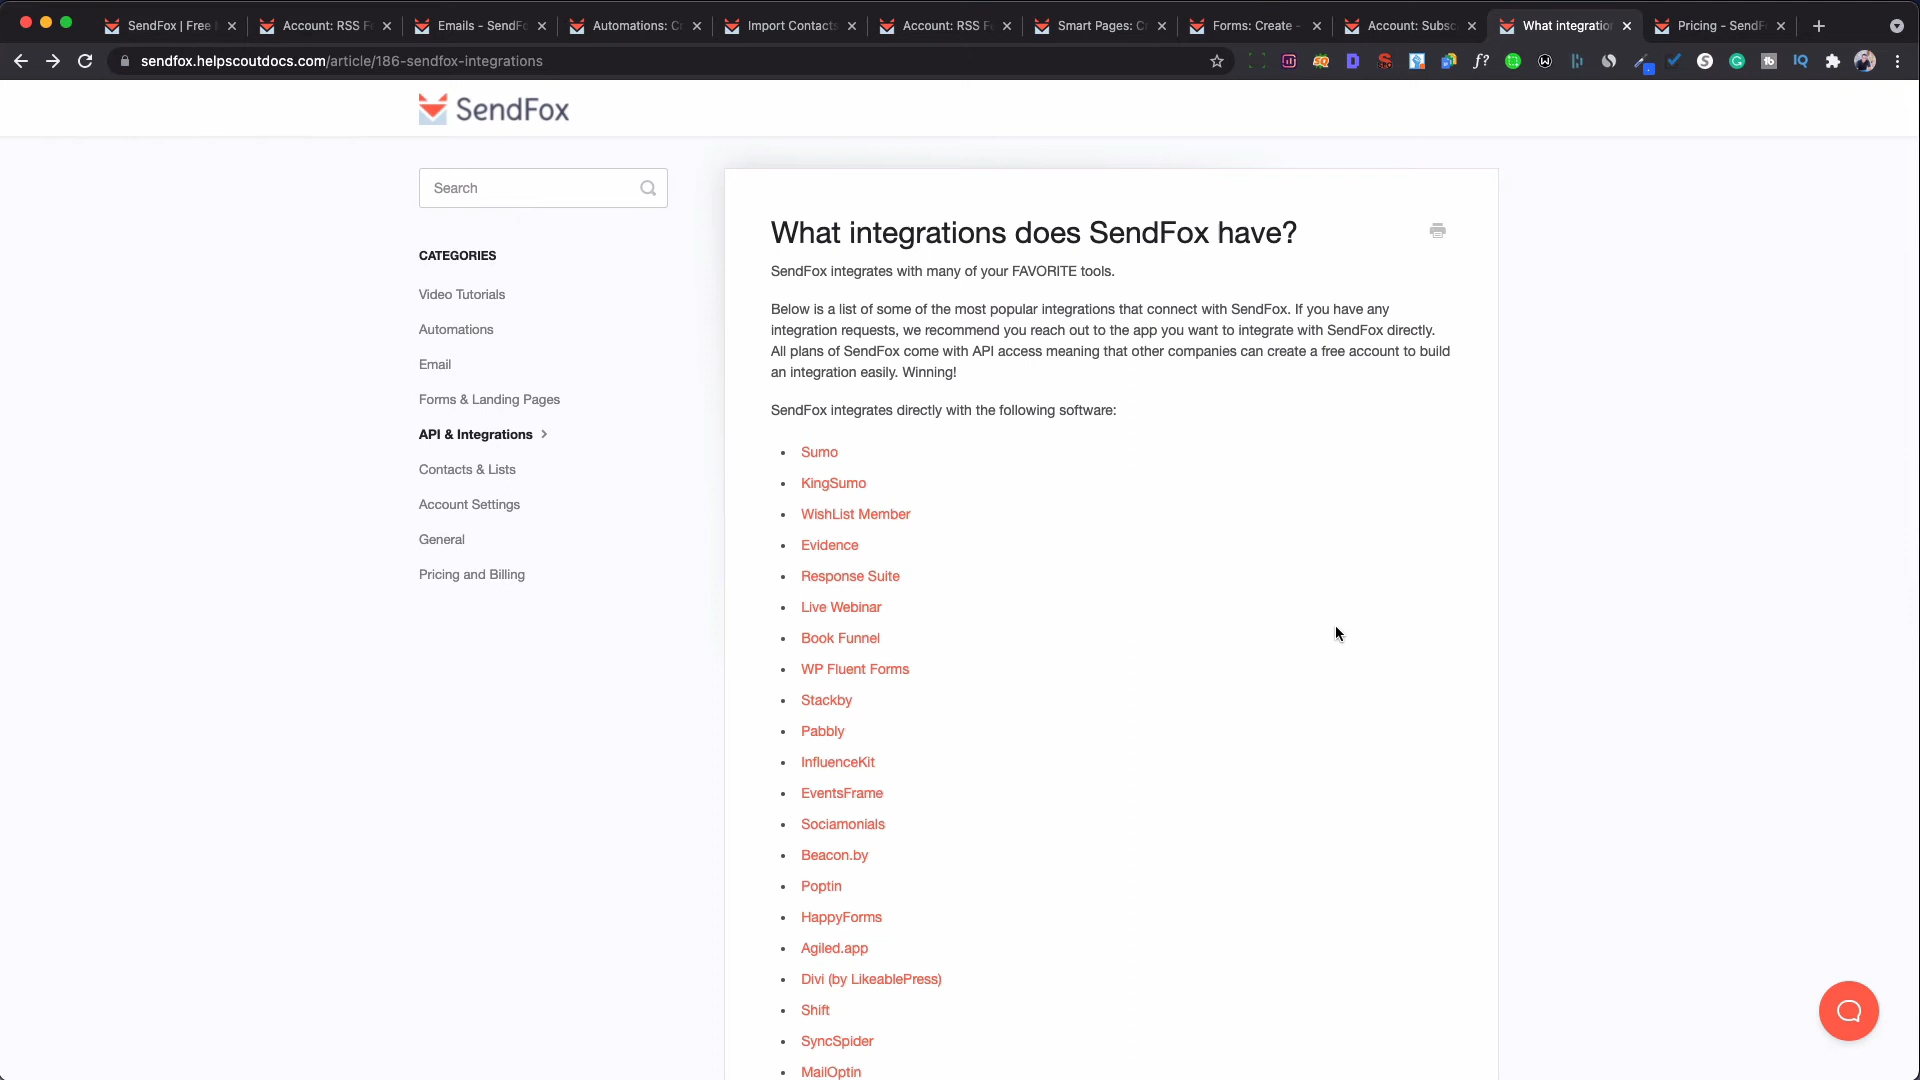 SendFox | Free
Account: RSS F
Emails - SendF
Automations: C
Import Contacts
Account: RSS F
Smart Pages: C
Forms: Create -
Account: Subsc
What integratio
Pricing - SendF
sendfox.helpscoutdocs.com/article/186-sendfox-integrations
SendFox
Search
CATEGORIES
Video Tutorials
Automations
Email
Forms & Landing Pages
API & Integrations
Contacts & Lists
Account Settings
General
Pricing and Billing
What integrations does SendFox have?
SendFox integrates with many of your FAVORITE tools.
Below is a list of some of the most popular integrations that connect with SendFox. If you have any
integration requests, we recommend you reach out to the app you want to integrate with SendFox directly.
All plans of SendFox come with API access meaning that other companies can create a free account to build
an integration easily. Winning!
SendFox integrates directly with the following software:
• Sumo
• KingSumo
• WishList Member
• Evidence
• Response Suite
• Live Webinar
• Book Funnel
• WP Fluent Forms
• Stackby
• Pabbly
• InfluenceKit
• EventsFrame
• Sociamonials
• Beacon.by
• Poptin
• HappyForms
• Agiled.app
• Divi (by LikeablePress)
• Shift
• SyncSpider
• MailOptin